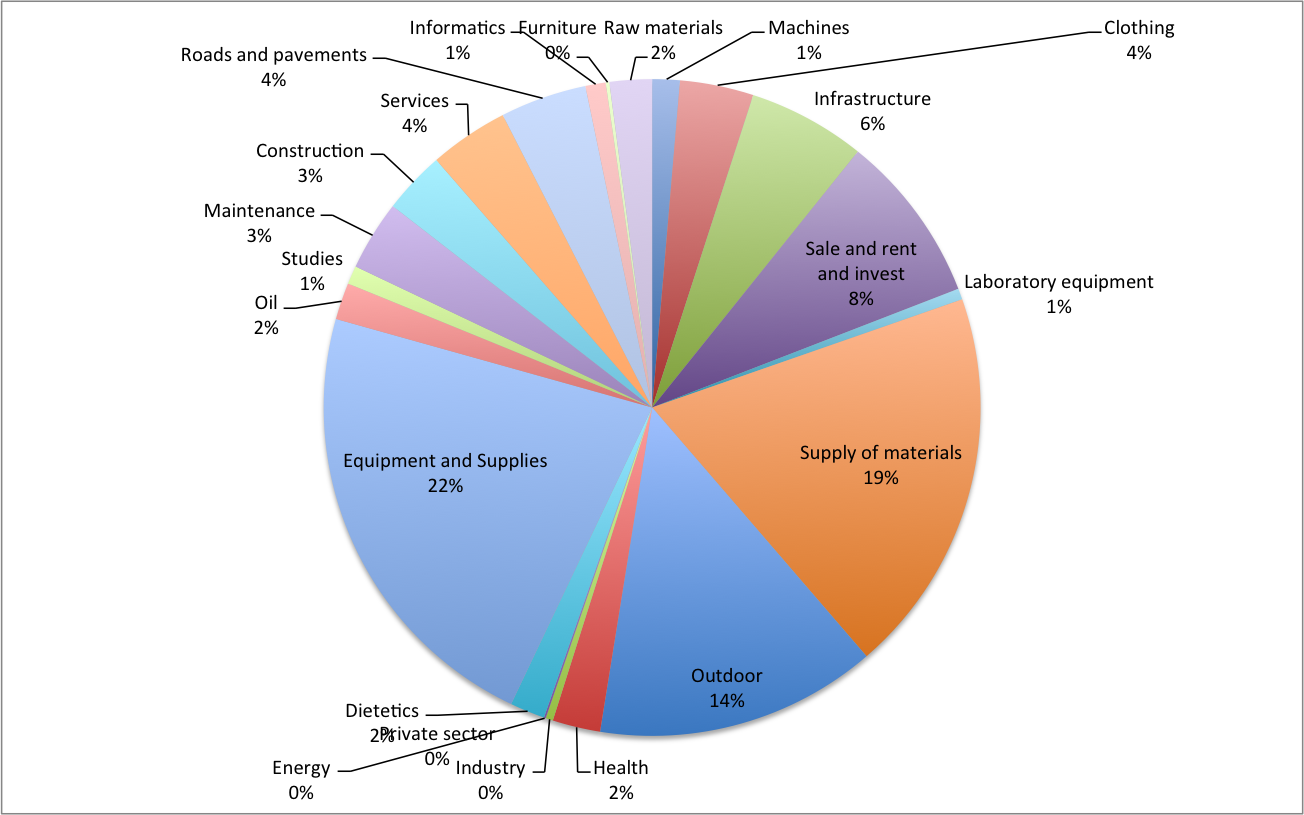 Informatics
1%
Furniture
0%
Raw materials
2%
Machines
1%
Clothing
4%
Roads and pavements
4%
Infrastructure
6%
Services
4%
Construction
3%
Maintenance
3%
Sale and rent
and invest
8%
Studies
1%
Laboratory equipment
1%
Oil
2%
Supply of materials
19%
Equipment and Supplies
22%
Outdoor
14%
Dietetics
2%
Private sector
0%
Energy
0%
Industry
0%
Health
2%